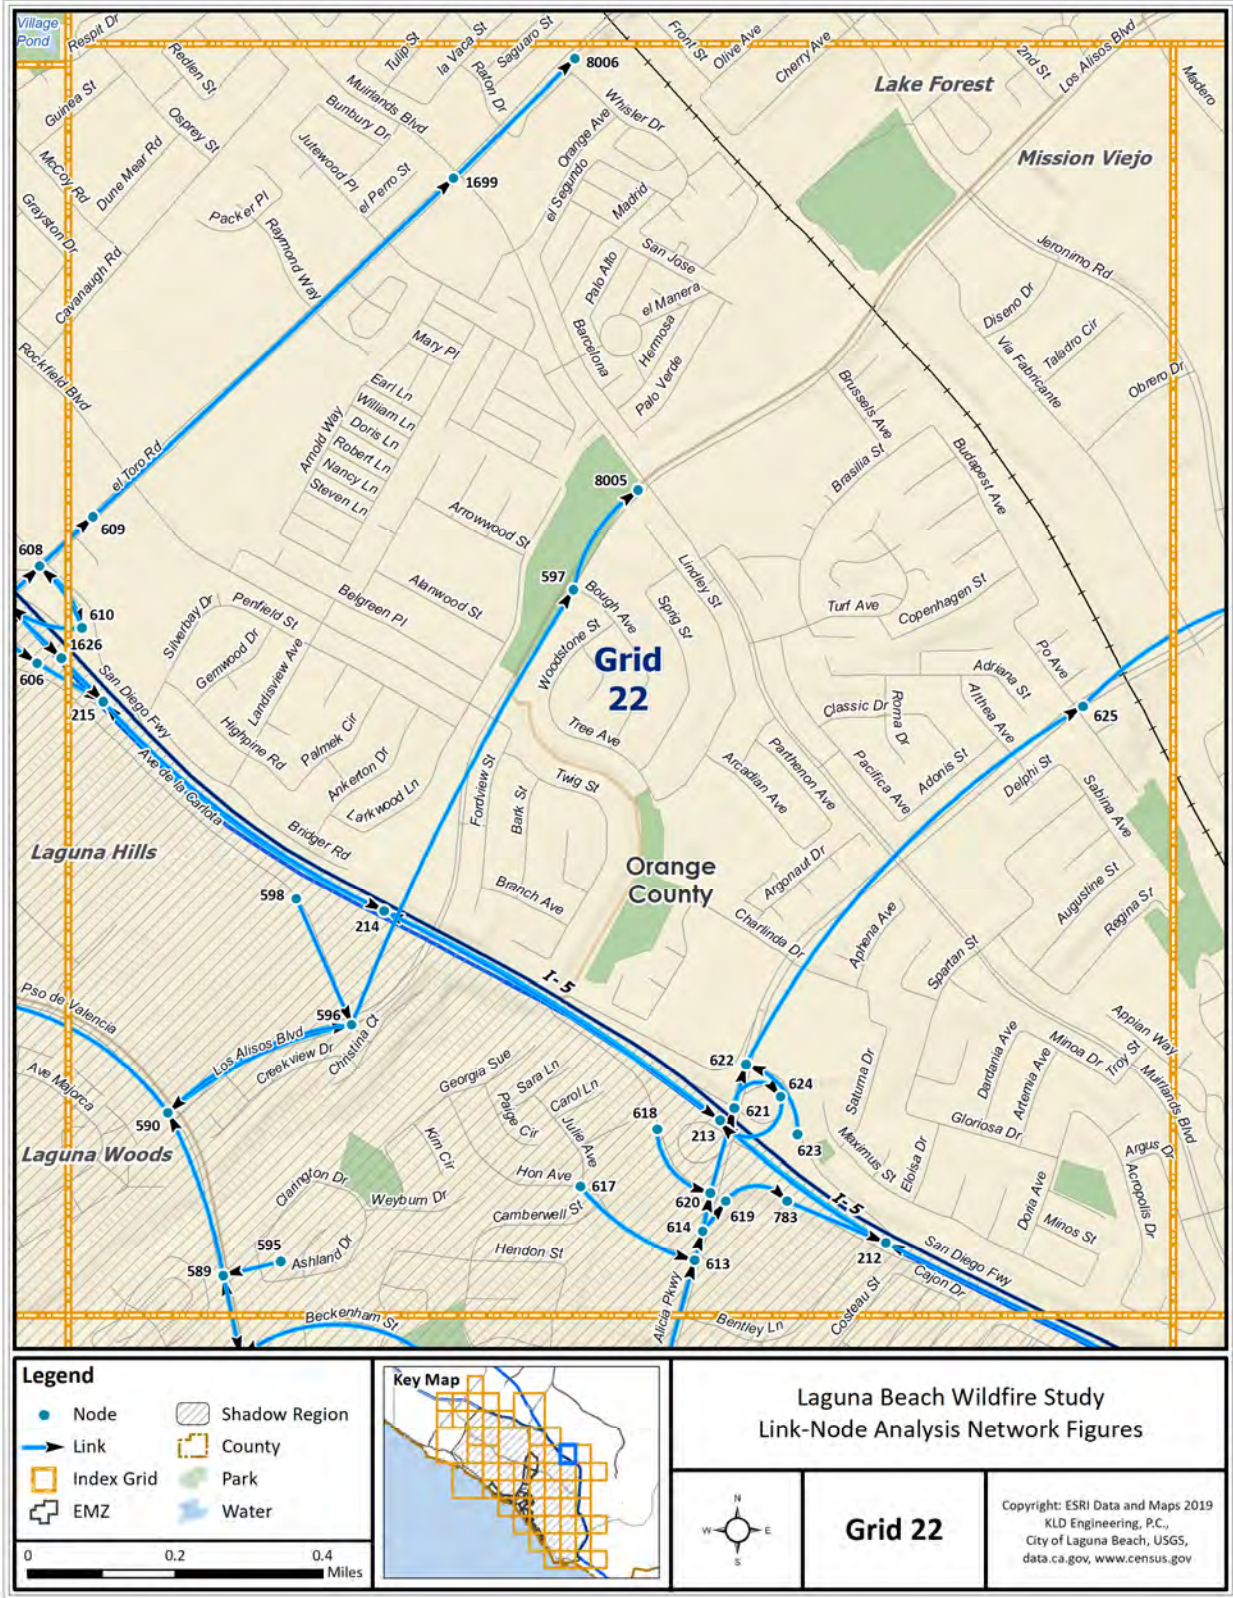 Village
Pond
Respit Dr
Redlen St
Tulip St
la Vaca St
Saguaro St
Front St
Olive Ave
Cherry Ave
2nd St
Los Alisos Blvd
Madero
8006
Lake Forest
Guinea St
Muirlands Blvd
Raton Dr
Whisler Dr
Bunbury Dr
Osprey St
Orange Ave
Mission Viejo
McCoy Rd
Dune Mear Rd
Jutewood Pl
el Perro St
1699
el Segundo
Madrid
Grayston Dr
Packer Pl
Raymond Way
San Jose
Jeronimo Rd
Cavanaugh Rd
Palo Alto
el Manera
Diseno Dr
Taladro Cir
Via Fabricante
Barcelona
Hermosa
Mary Pl
Rockfield Blvd
Palo Verde
Obrero Dr
Earl Ln
William Ln
Doris Ln
Robert Ln
Nancy Ln
Steven Ln
Arnold Way
Brussels Ave
Brasilia St
Budapest Ave
el Toro Rd
8005
609
Arrowwood St
608
597
Lindley St
Alanwood St
Bough Ave
Sprig St
Belgreen Pl
Copenhagen St
Turf Ave
610
Silverbay Dr
Penfield St
Gemwood Dr
Landisview Ave
1626
606
Woodstone St
Grid
22
Po Ave
Adriana St
Althea Ave
San Diego Fwy
215
625
Classic Dr
Roma Dr
Highpine Rd
Palmek Cir
Tree Ave
Parthenon Ave
Pacifica Ave
Adonis St
Delphi St
Arcadian Ave
Ave de la Carlota
Ankerton Dr
Larkwood Ln
Fordview St
Bark St
Twig St
Sabina Ave
Bridger Rd
Laguna Hills
Orange
County
Argonaut Dr
Augustine St
Regina St
598
214
Branch Ave
Charlinda Dr
Aphena Ave
Spartan St
I-5
Pso de Valencia
596
Los Alisos Blvd
Creekview Dr
Christina Ct
Appian Way
Troy St
Minoa Dr
Dardania Ave
Artemia Ave
Muirlands Blvd
Ave Majorca
Georgia Sue
Sara Ln
Carol Ln
Paige Cir
Julie Ave
622
624
Saturna Dr
590
618
621
213
623
Gloriosa Dr
Laguna Woods
Kim Cir
Maximus St
Eloisa Dr
Argus Dr
Acropolis Dr
Clarington Dr
Weyburn Dr
Hon Ave
617
Camberwell St
620
619
783
I-5
Doria Ave
Minos St
614
595
Ashland Dr
Hendon St
589
613
212
San Diego Fwy
Cajon Dr
Alicia Pkwy
Costeau St
Beckenham St
Bentley Ln
Legend
Node
Link
Index Grid
EMZ
Shadow Region
County
Park
Water
0
0.2
0.4
Miles
Key Map
Laguna Beach Wildfire Study
Link-Node Analysis Network Figures
N
W
E
S
Grid 22
Copyright: ESRI Data and Maps 2019
KLD Engineering, P.C.,
City of Laguna Beach, USGS,
data.ca.gov, www.census.gov